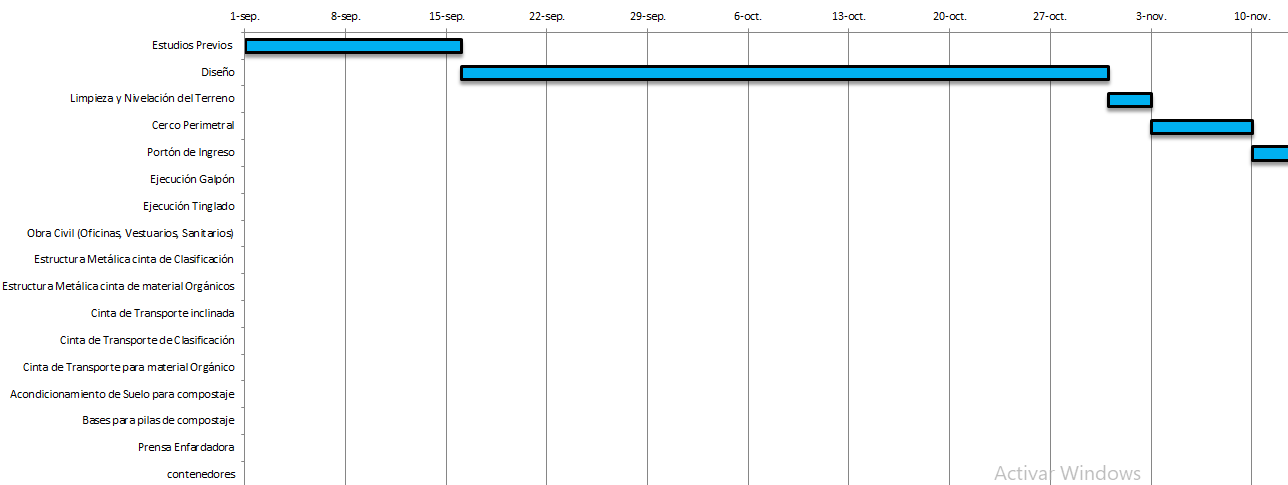 1-sep. 8-sep. 15-sep. 22-sep. 29-sep. 6-oct. 13-oct. 20-oct. 27-oct. 3-nov. 10-nov.
Estudios Previos
Diseño
Limpieza y Nivelación del Terreno
Cerco Perimetral
Portón de Ingreso
Ejecución Galpón
Ejecución Tinglado
Obra Civil (Oficinas, Vestuarios, Sanitarios)
Estructura Metálica cinta de Clasificación
Estructura Metálica cinta de material Orgánicos
Cinta de Transporte inclinada
Cinta de Transporte de Clasificación
Cinta de Transporte para material Orgánico
Acondicionamiento de Suelo para compostaje
Bases para pilas de compostaje
Prensa Enfardadora
contenedores
Activar Windows